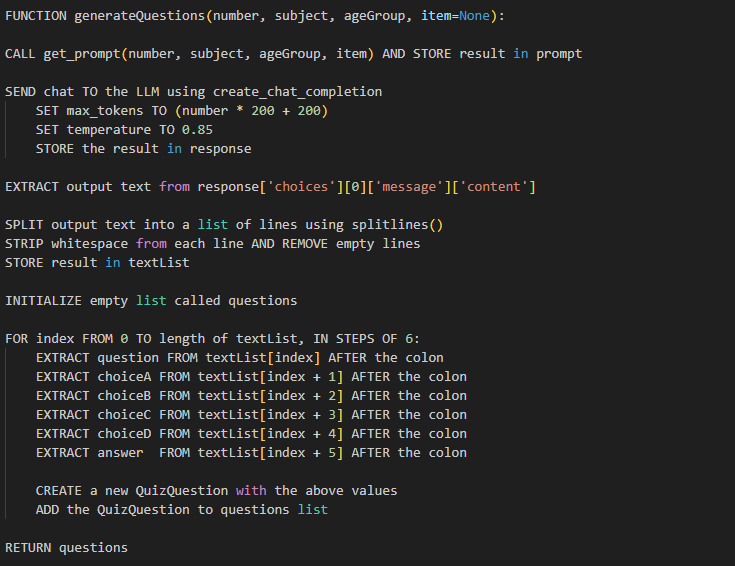 FUNCTION generateQuestions(number, subject, ageGroup, item=None):
CALL get_prompt(number, subject, ageGroup, item) AND STORE result in prompt
SEND chat TO the LLM using create_chat_completion
SET max_tokens TO (number * 200 + 200)
SET temperature TO 0.85
STORE the result in response
EXTRACT output text from response['choices'][0]['message']['content']
SPLIT output text into a list of lines using splitlines()
STRIP whitespace from each line AND REMOVE empty lines
STORE result in textList
INITIALIZE empty list called questions
FOR index FROM 0 TO length of textList, IN STEPS OF 6:
EXTRACT question FROM textList[index] AFTER the colon
EXTRACT choiceA FROM textList[index + 1] AFTER the colon
EXTRACT choiceB FROM textList[index + 2] AFTER the colon
EXTRACT choiceC FROM textList[index + 3] AFTER the colon
EXTRACT choiceD FROM textList[index + 4] AFTER the colon
EXTRACT answer  FROM textList[index + 5] AFTER the colon
CREATE a new QuizQuestion with the above values
ADD the QuizQuestion to questions list
RETURN questions